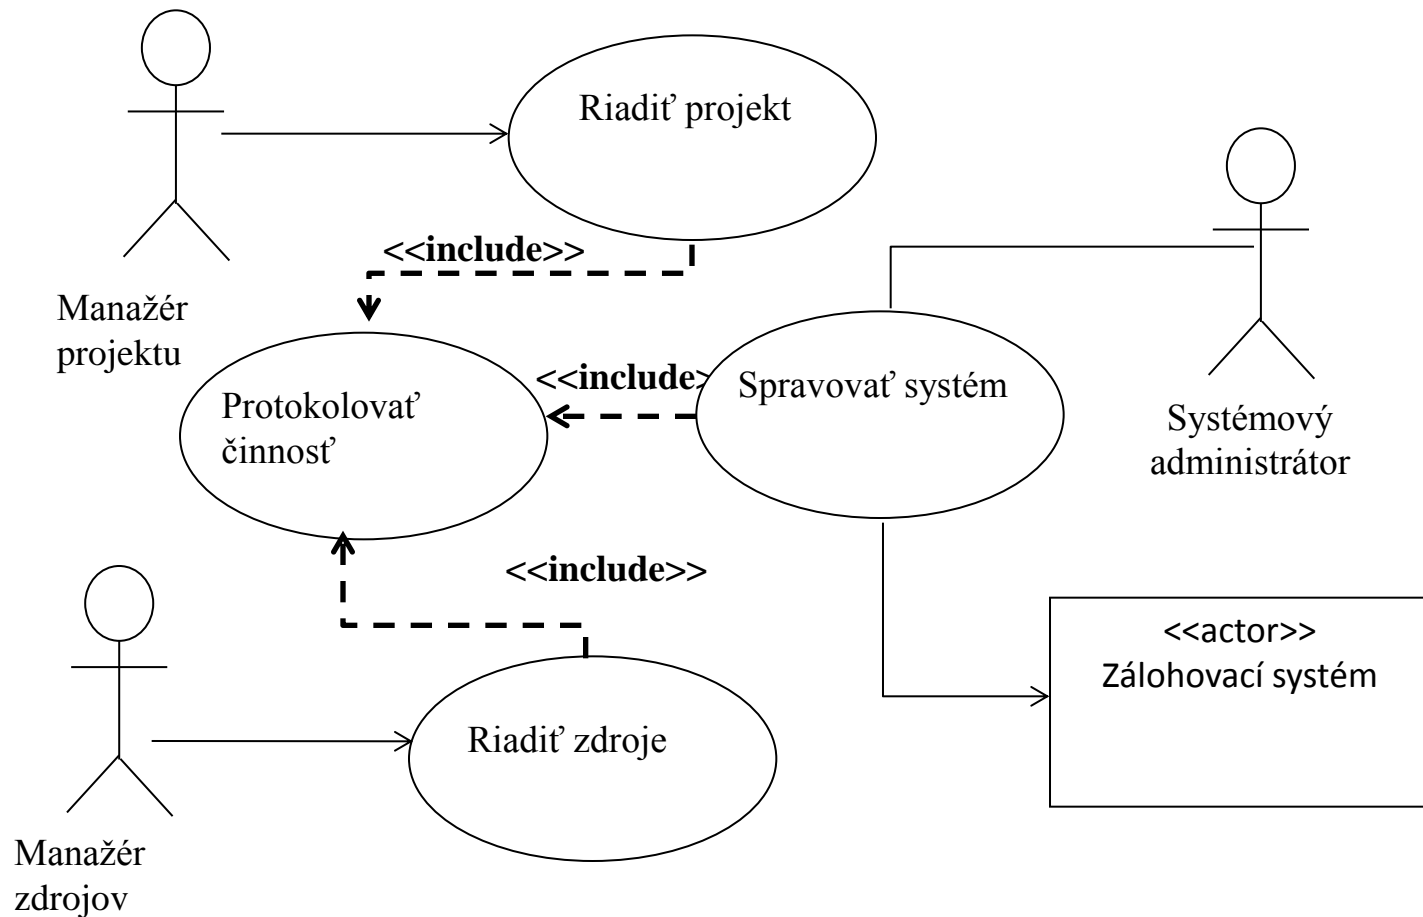 Riadiť projekt
<<include>>
Manažér
projektu
<<include>
Spravovať systém
Protokolovať
činnosť
Systémový
administrátor
<<include>>
<<actor>>
Zálohovací systém
Riadiť zdroje
Manažér
zdrojov